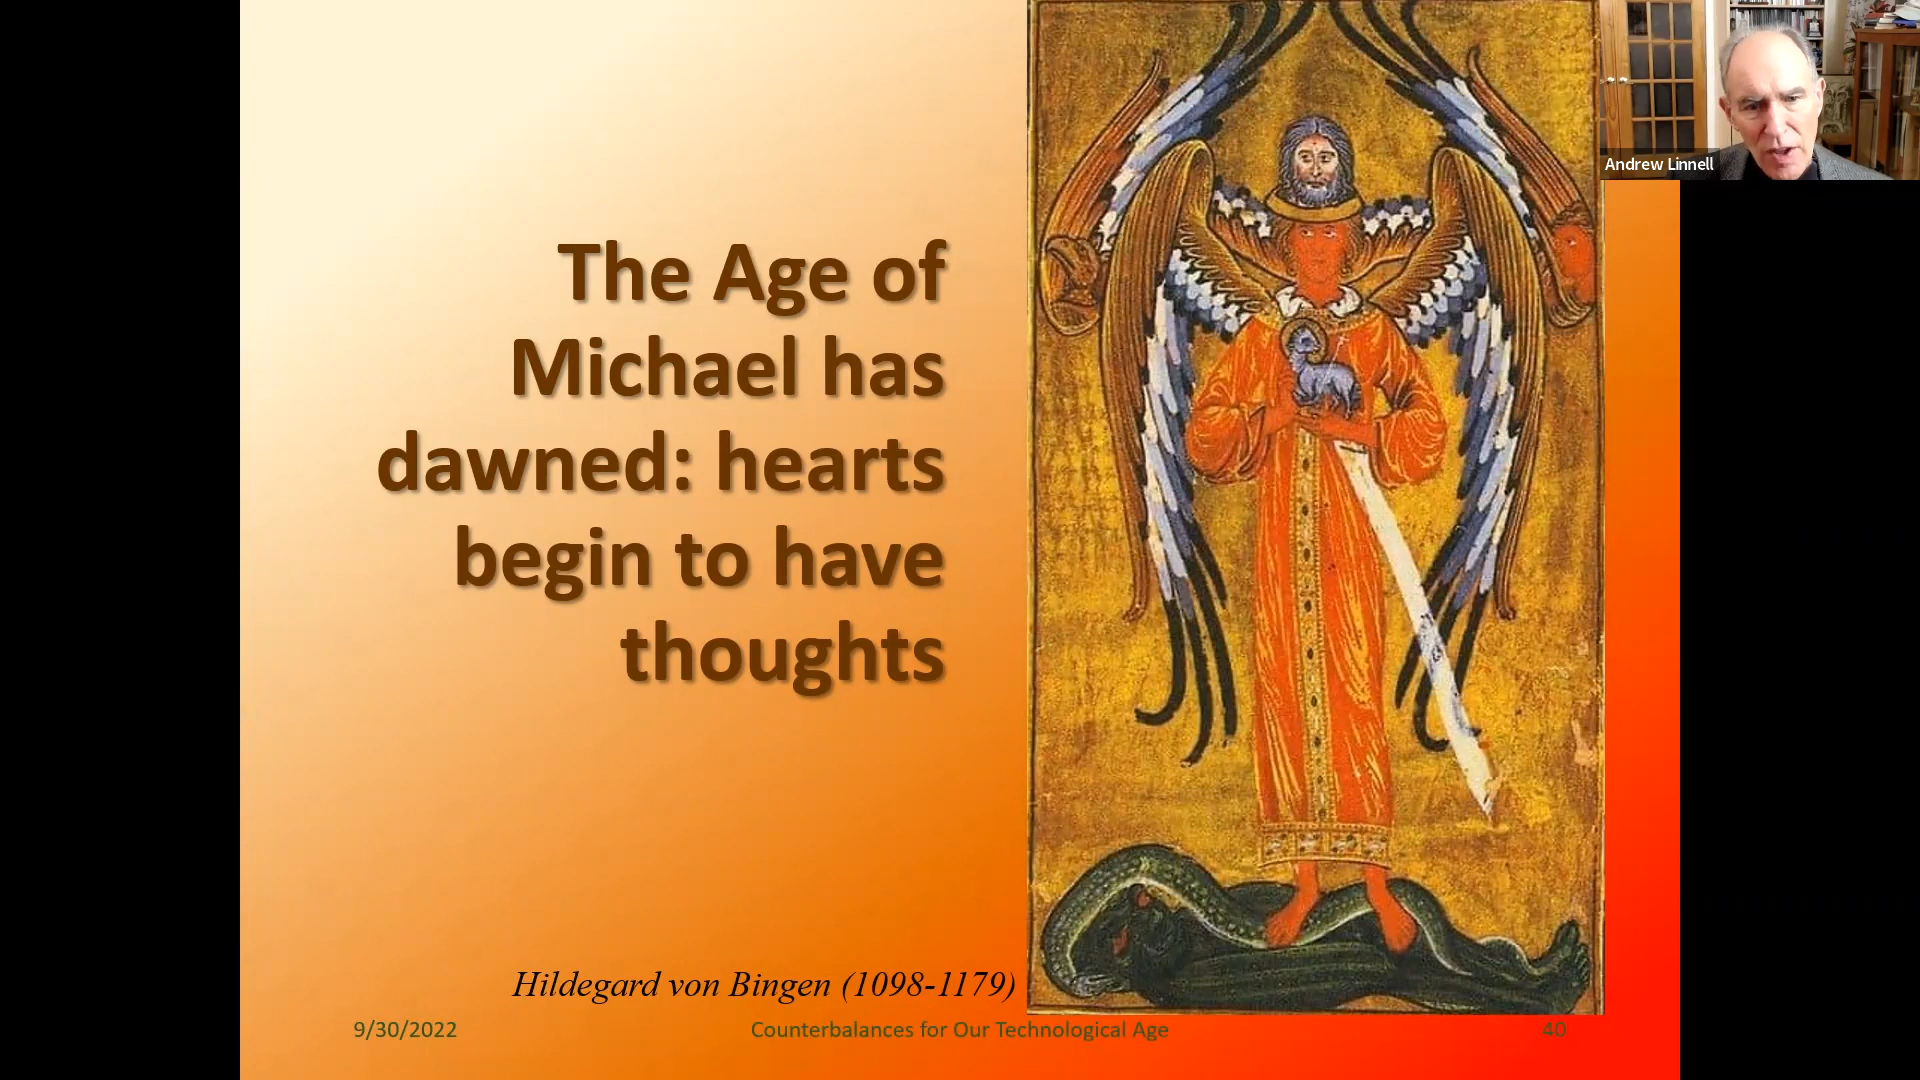 Andrew Linnell
The Age of
Michael has
dawned: hearts
begin to have
thoughts
Hildegard von Bingen (1098-1179)
9/30/2022
Counterbalances for Our Technological Age
40